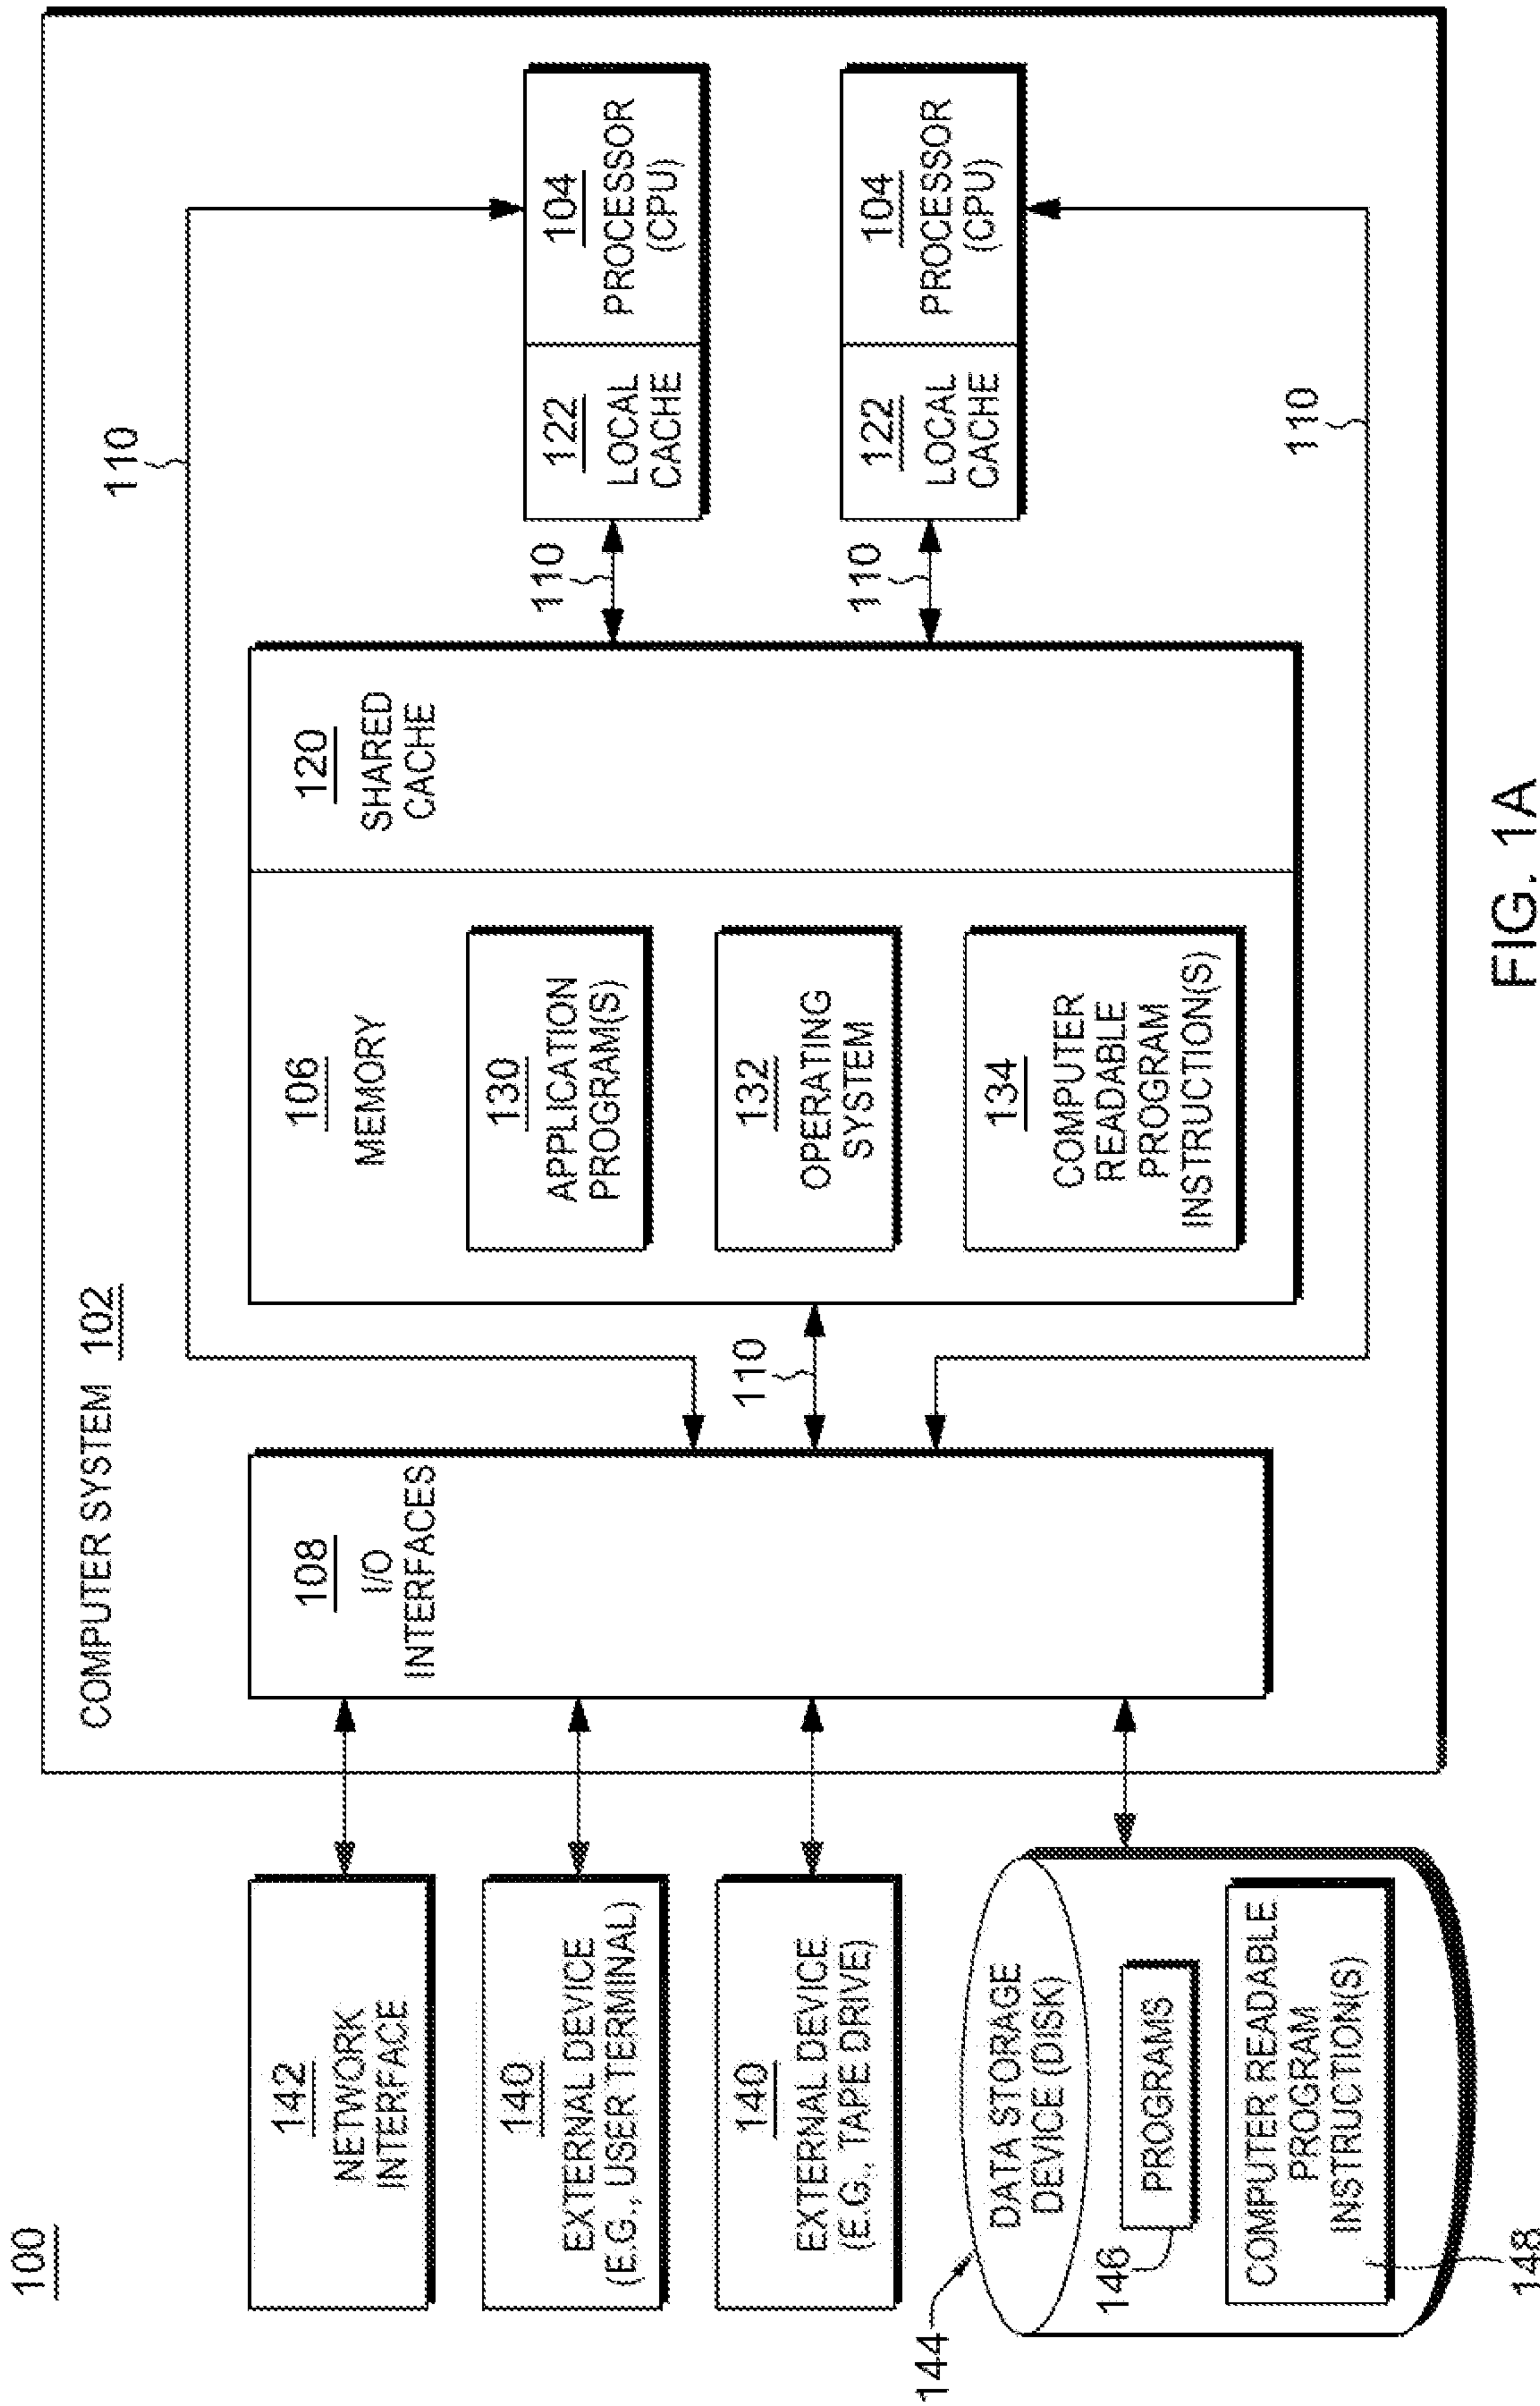 100
COMPUTER SYSTEM 102
142
NETWORK
INTERFACE
140
EXTERNAL DEVICE
(E.G., USER TERMINAL)
140
EXTERNAL DEVICE
(E.G., TAPE DRIVE)
144
DATA STORAGE
DEVICE (DISK)
146
PROGRAMS
COMPUTER READABLE
PROGRAM
INSTRUCTION(S)
148
108
I/O
INTERFACES
110
110
110
106
MEMORY
130
APPLICATION
PROGRAM(S)
132
OPERATING
SYSTEM
134
COMPUTER
READABLE
PROGRAM
INSTRUCTION(S)
120
SHARED
CACHE
110
110
122
LOCAL
CACHE
104
PROCESSOR
(CPU)
122
LOCAL
CACHE
104
PROCESSOR
(CPU)
FIG. 1A